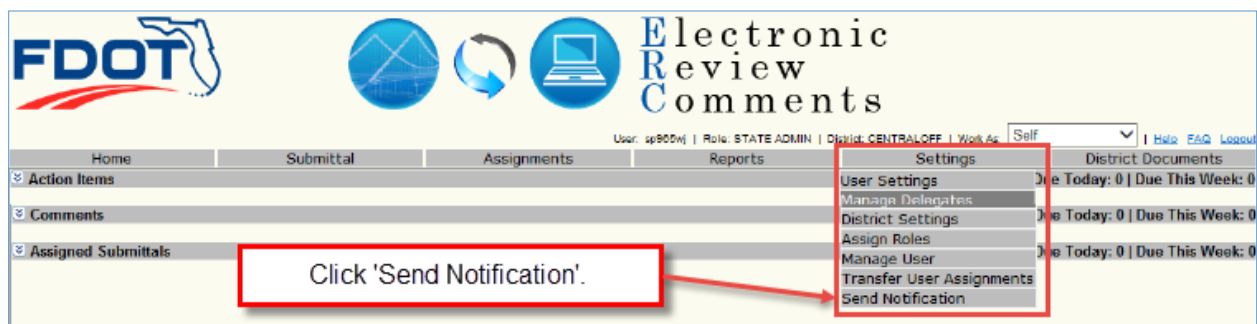 FDOT
Electronic
Review
Comments
User: sp965wj | Role: STATE ADMIN | District: CENTRALOFF | Work As: Self | Help FAQ Logout
Home Submittal Assignments Reports Settings District Documents
Action Items Due Today: 0 | Due This Week: 0
User Settings
Manage Delegates
Comments Due Today: 0 | Due This Week: 0
District Settings
Assign Roles
Assigned Submittals Due Today: 0 | Due This Week: 0
Manage User
Transfer User Assignments
Send Notification
Click 'Send Notification'.